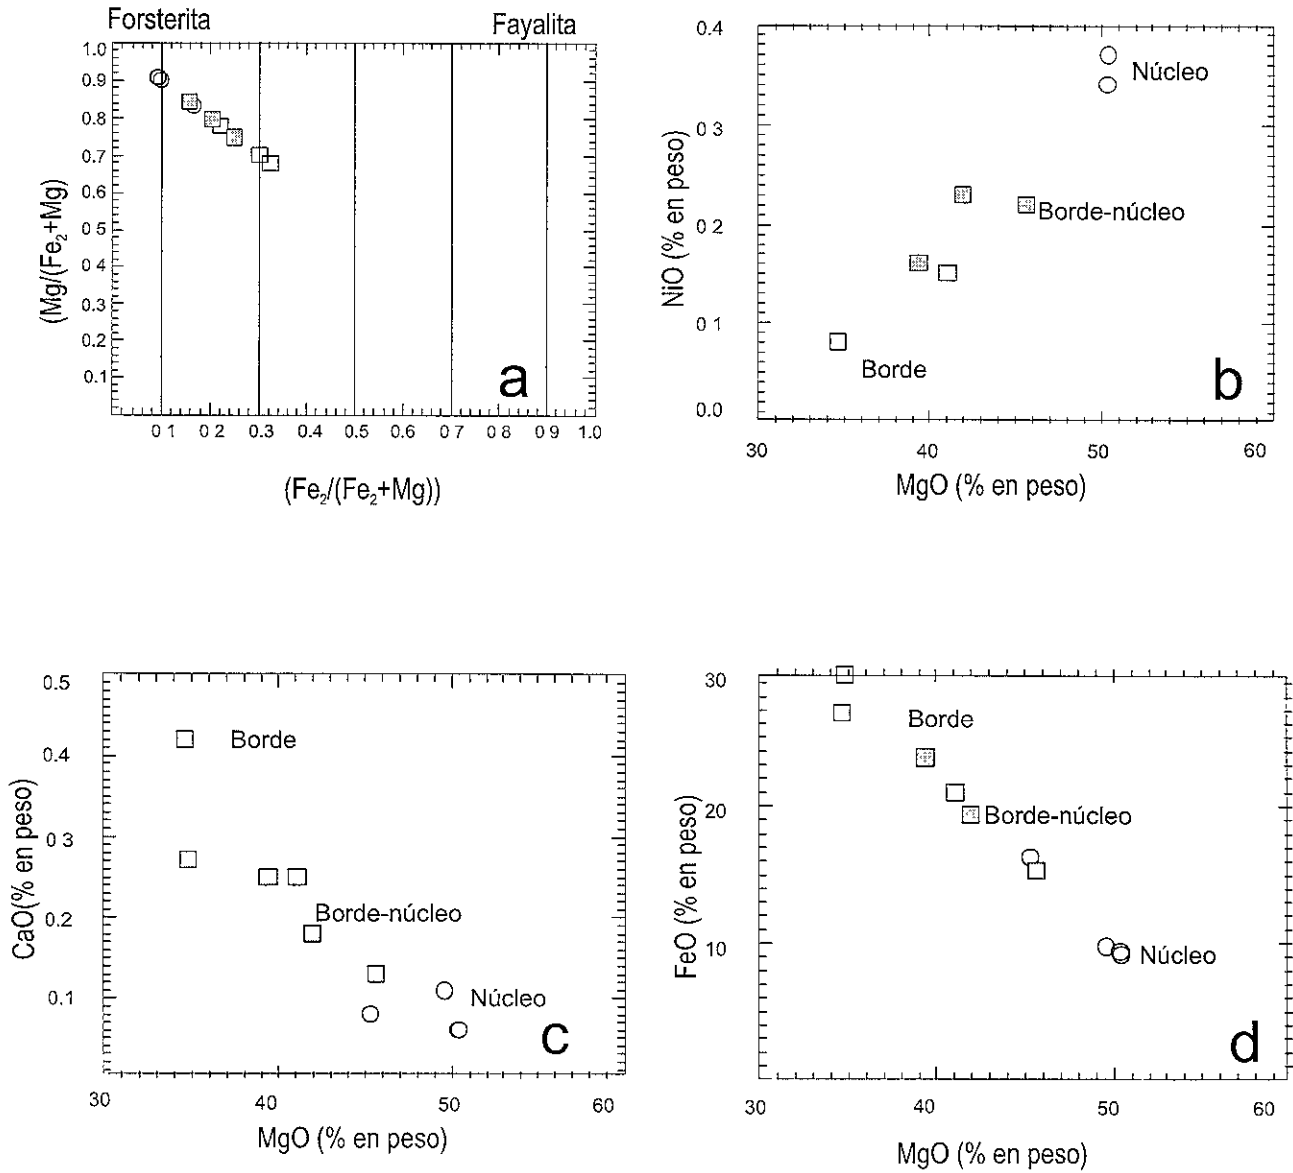 Forsterita Fayalita
1.0
0.9
0.8
0.7
0.6
0.5
0.4
0.3
0.2
0.1
0 1 0 2 0.3 0.4 0.5 0.6 0 7 0.8 0 9 1.0
(Mg/(Fe2+Mg)
(Fe2/(Fe2+Mg))
a
0.4
0 3
0.2
0 1
0.0
30 40 50 60
NiO (% en peso)
MgO (% en peso)
Núcleo
Borde-núcleo
Borde
b
0.5
0.4
0 3
0.2
0.1
30 40 50 60
CaO(% en peso)
MgO (% en peso)
Borde
Borde-núcleo
Núcleo
c
30
20
10
30 40 50 60
FeO (% en peso)
MgO (% en peso)
Borde
Borde-núcleo
Núcleo
d